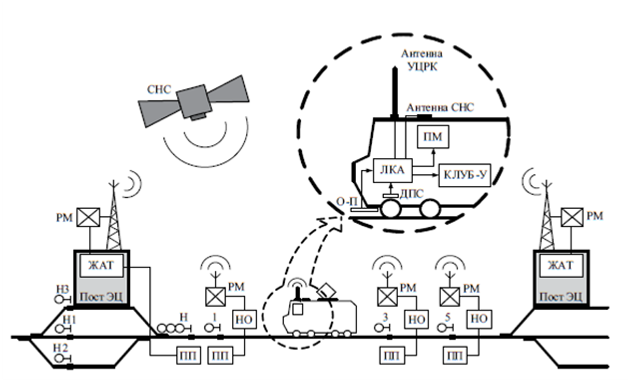 Антенна
УЦРК
СНС
Антенна СНС
ПМ
ЛКА
КЛУБ-У
О-П
ДПС
РМ
РМ
ЖАТ
Пост ЭЦ
ЖАТ
Пост ЭЦ
Н3
Н1
Н2
Н
1
РМ
НО
ПП
ПП
3
РМ
НО
ПП
5
РМ
НО
ПП